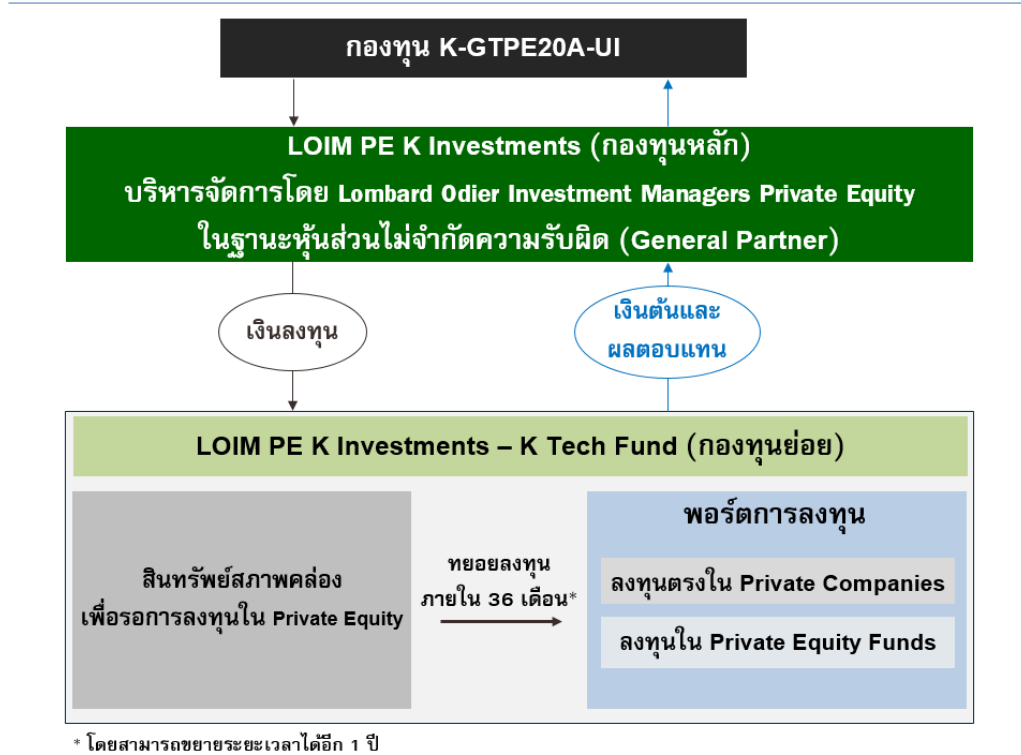 กองทุน K-GTPE20A-UI
LOIM PE K Investments (กองทุนหลัก)
บริหารจัดการโดย Lombard Odier Investment Managers Private Equity
ในฐานะหุ้นส่วนไม่จำกัดความรับผิด (General Partner)
เงินลงทุน
เงินต้นและ
ผลตอบแทน
LOIM PE K Investments – K Tech Fund (กองทุนย่อย)
สินทรัพย์สภาพคล่อง
เพื่อรอการลงทุนใน Private Equity
ทยอยลงทุน
ภายใน 36 เดือน*
พอร์ตการลงทุน
ลงทุนตรงใน Private Companies
ลงทุนใน Private Equity Funds
* โดยสามารถขยายระยะเวลาได้อีก 1 ปี